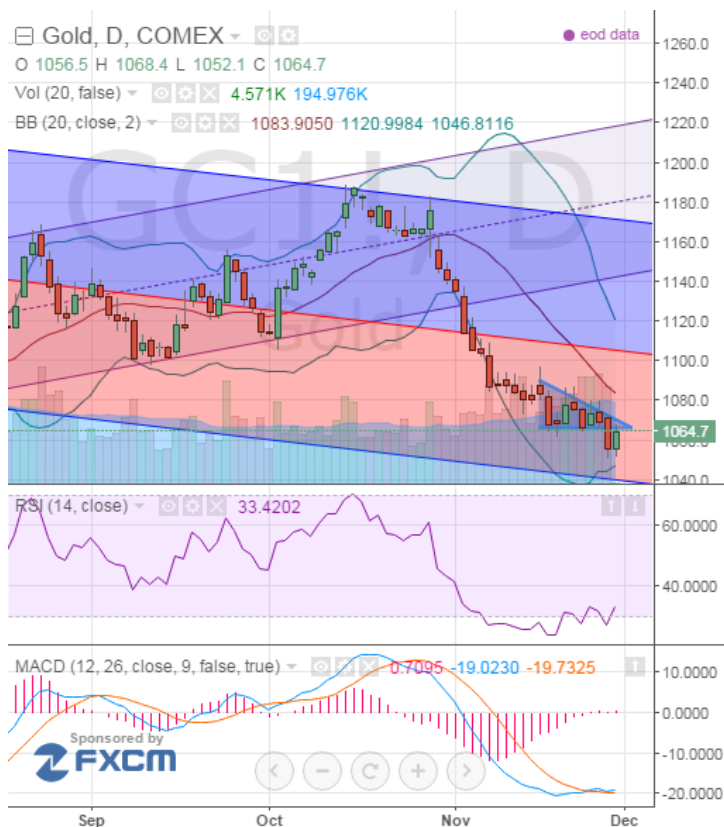 Gold, D, COMEX
eod data
O 1056.5 H 1068.4 L 1052.1 C 1064.7
Vol (20, false) 4.571K 194.976K
BB (20, close, 2) 1083.9050 1120.9984 1046.8116
GC1!, D
Gold
1260.0
1240.0
1220.0
1200.0
1180.0
1160.0
1140.0
1120.0
1100.0
1080.0
1064.7
1060.0
1040.0
RSI (14, close) 33.4202
60.0000
40.0000
MACD (12, 26, close, 9, false, true) 0.7095 -19.0230 -19.7325
10.0000
0.0000
-10.0000
-20.0000
Sponsored by
FXCM
Sep Oct Nov Dec